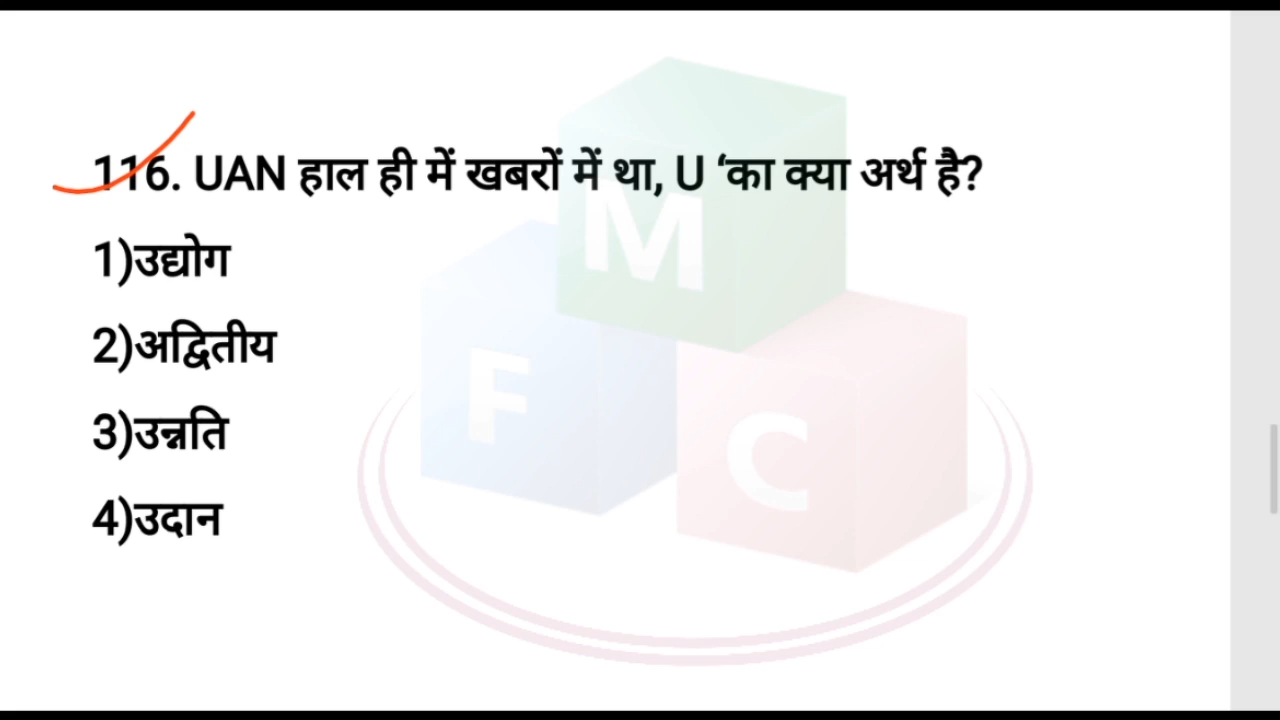 116. UAN हाल ही में खबरों में था, U ‘का क्या अर्थ है?
1)उद्योग
2)अद्वितीय
3)उन्नति
4)उदान
M
F
C